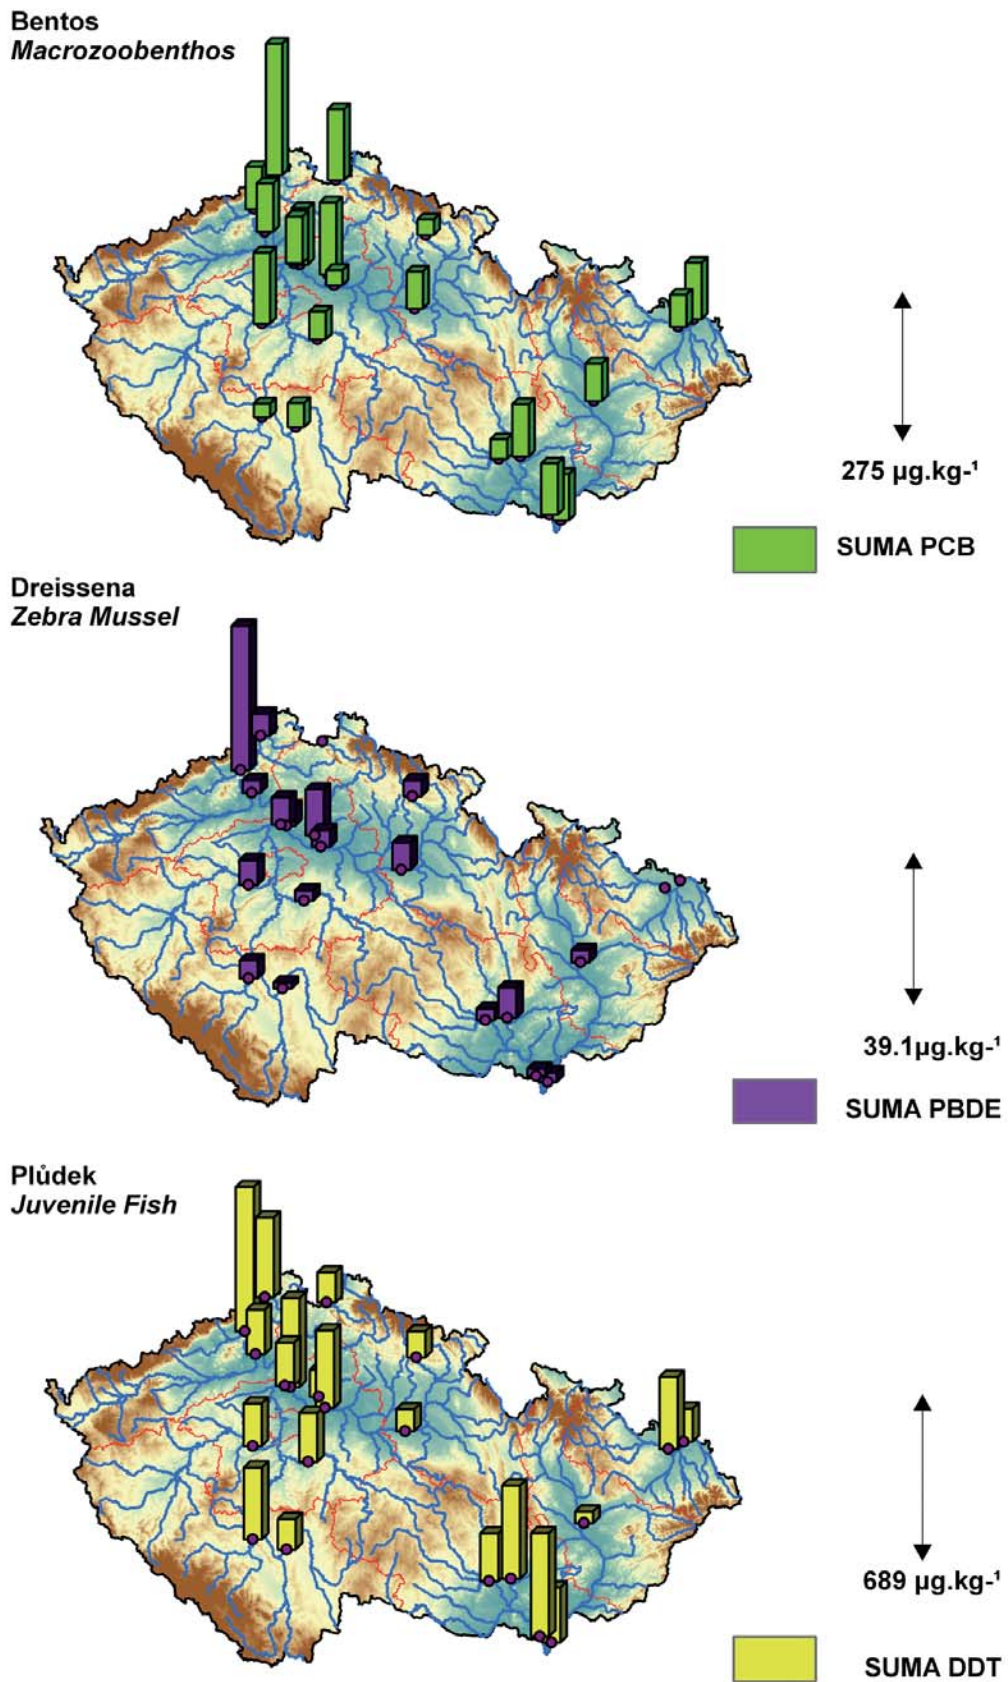 Bentos
Macrozoobenthos
275 µg.kg-¹
SUMA PCB
Dreissena
Zebra Mussel
39.1µg.kg-¹
SUMA PBDE
Plůdek
Juvenile Fish
689 µg.kg-¹
SUMA DDT